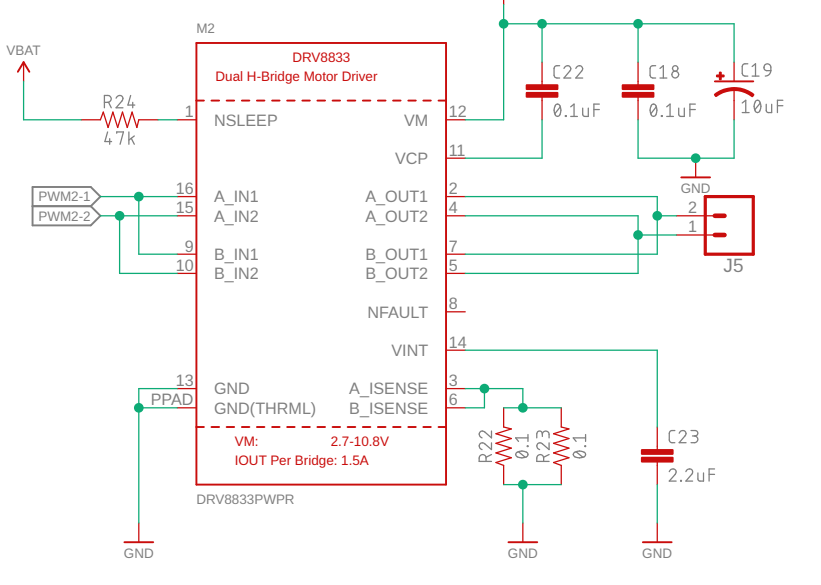 M2
VBAT
DRV8833
Dual H-Bridge Motor Driver
R24
47k
1
NSLEEP
VM
12
VCP
11
C22
0.1uF
C18
0.1uF
C19
10uF
GND
PWM2-1
PWM2-2
16
A_IN1
15
A_IN2
9
B_IN1
10
B_IN2
A_OUT1
2
A_OUT2
4
B_OUT1
7
B_OUT2
5
2
1
J5
NFAULT
8
VINT
14
13
GND
PPAD
GND(THRML)
A_ISENSE
3
B_ISENSE
6
VM: 2.7-10.8V
IOUT Per Bridge: 1.5A
DRV8833PWPR
R22
0.1
R23
0.1
C23
2.2uF
GND
GND
GND